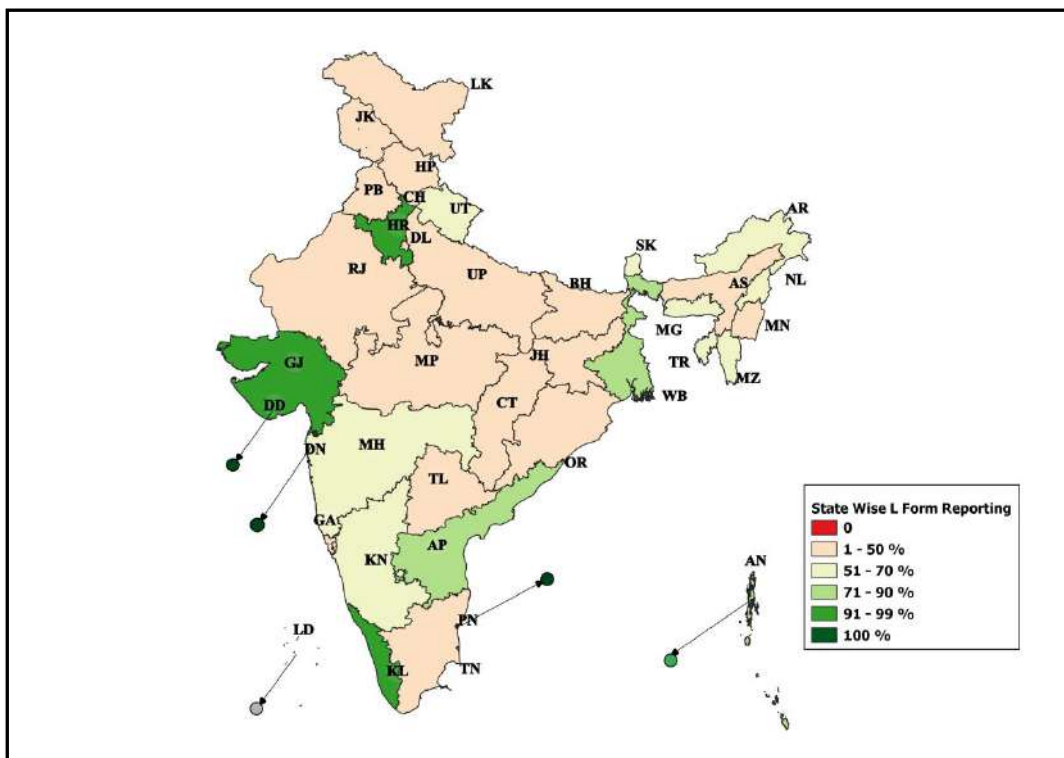 LK
JK
HP
PB
CH
UT
HR
DL
AR
SK
RJ
UP
BH
AS
NL
MG
MN
GJ
MP
JH
TR
MZ
WB
DD
CT
DN
MH
OR
TL
GA
AP
KN
AN
PN
LD
KL
TN
State Wise L Form Reporting
0
1 - 50 %
51 - 70 %
71 - 90 %
91 - 99 %
100 %